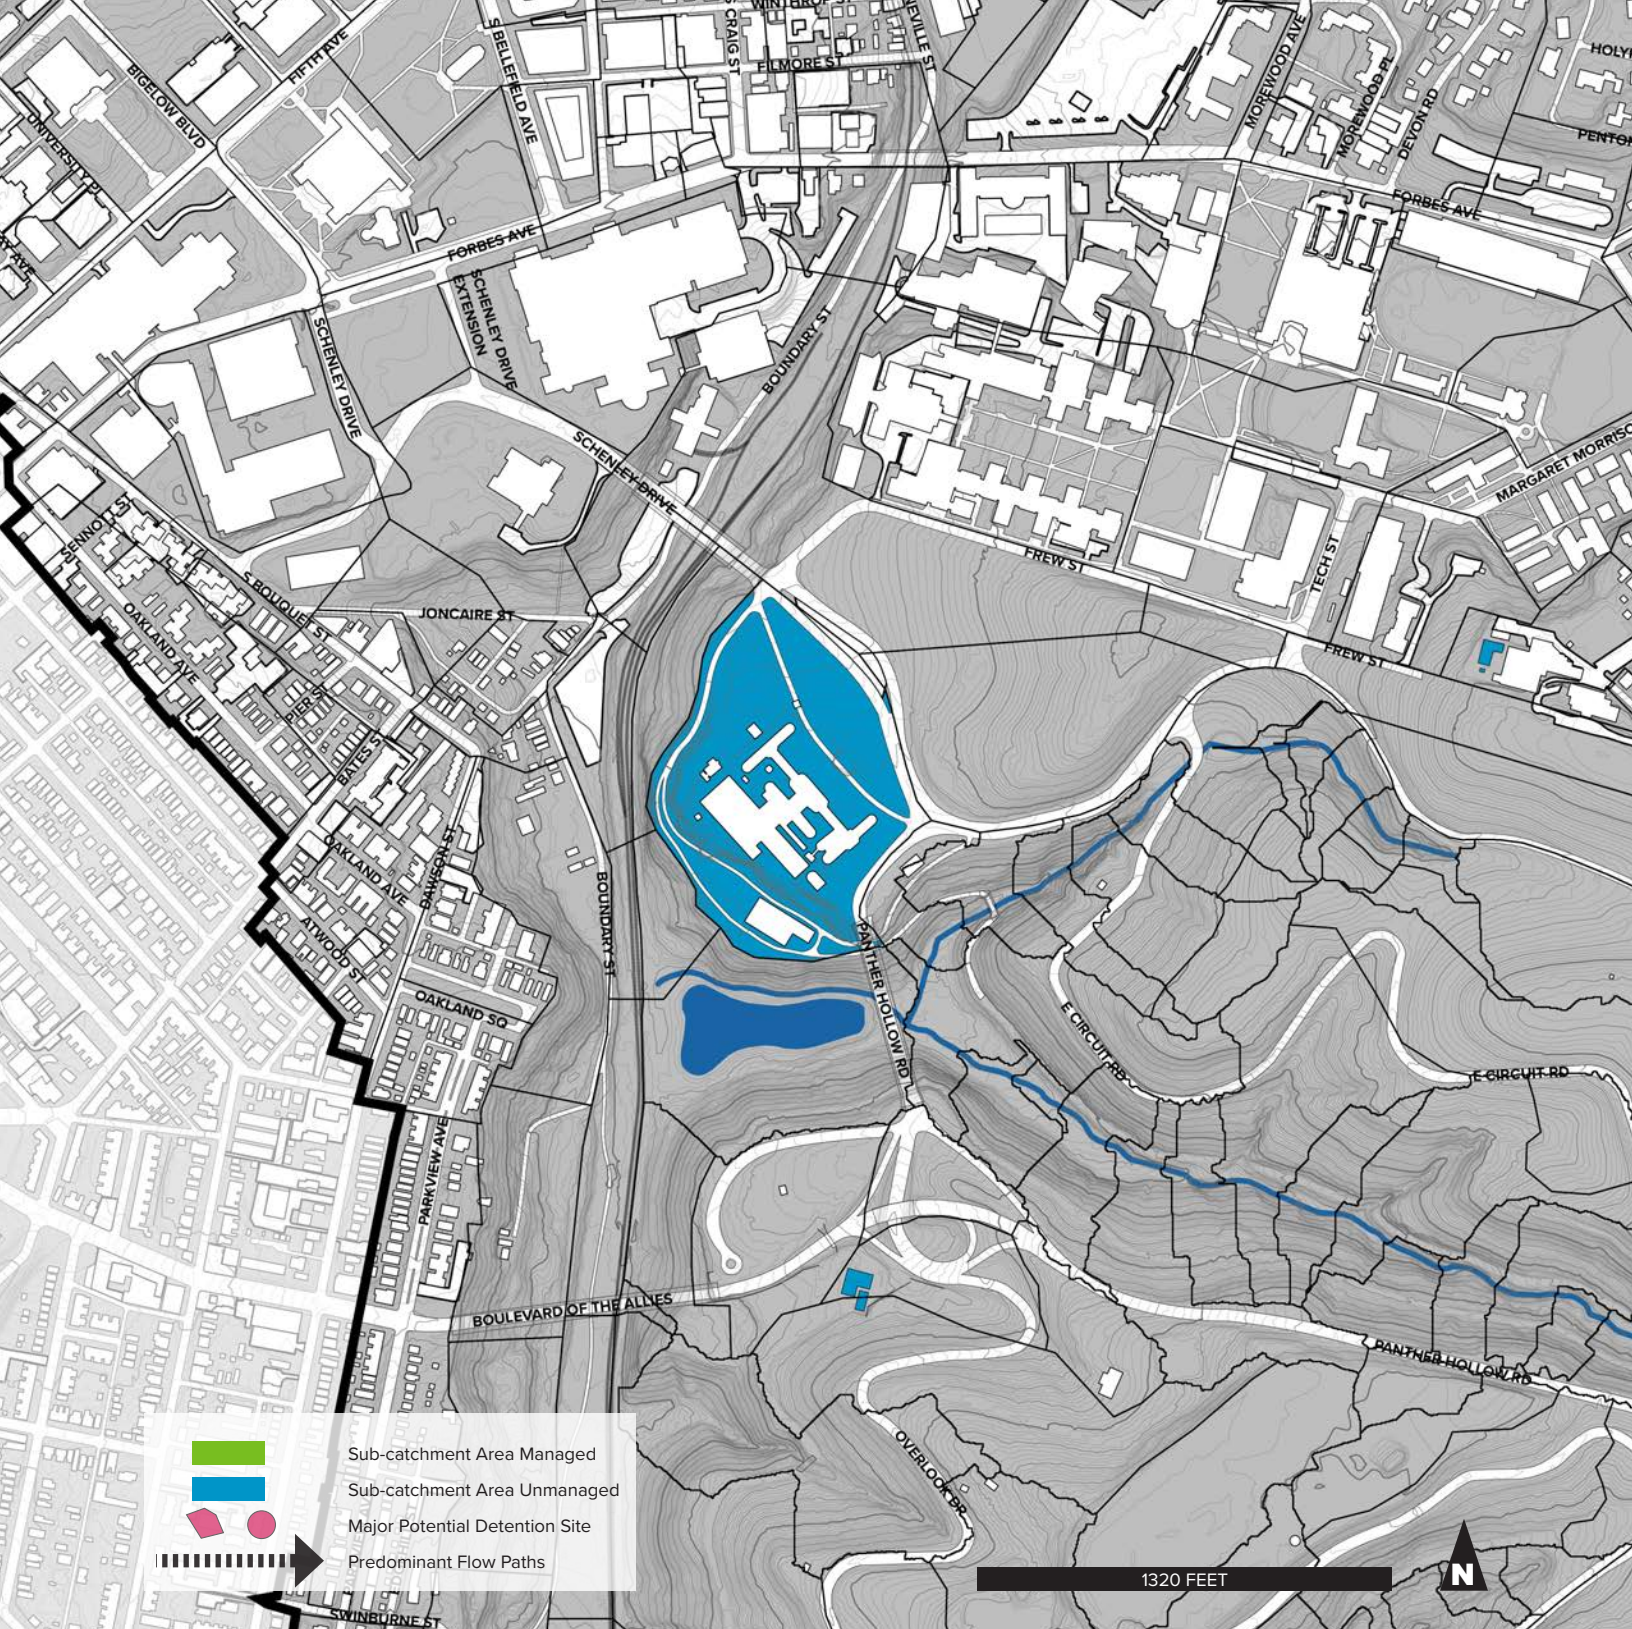 WINTHROP ST
S CRAIG ST
NEVILLE ST
FILMORE ST
S BELLEFIELD AVE
FIFTH AVE
BIGELOW BLVD
UNIVERSITY PL
MOREWOOD AVE
MOREWOOD PL
DEVON RD
FORBES AVE
FORBES AVE
SCHENLEY DRIVE
EXTENSION
SCHENLEY DRIVE
BOUNDARY ST
SCHENLEY DRIVE
MARGARET MORRISO
SENNOTT ST
S BOUQUET ST
OAKLAND AVE
JONCAIRE ST
FREW ST
TECH ST
FREW ST
PIER ST
BATES ST
OAKLAND AVE
DAWSON ST
ATWOOD ST
BOUNDARY ST
OAKLAND SQ
PANTHER HOLLOW RD
E CIRCUIT RD
E CIRCUIT RD
PARKVIEW AVE
BOULEVARD OF THE ALLIES
PANTHER HOLLOW RD
OVERLOOK DR
Sub-catchment Area Managed
Sub-catchment Area Unmanaged
Major Potential Detention Site
Predominant Flow Paths
1320 FEET
N
SWINBURNE ST